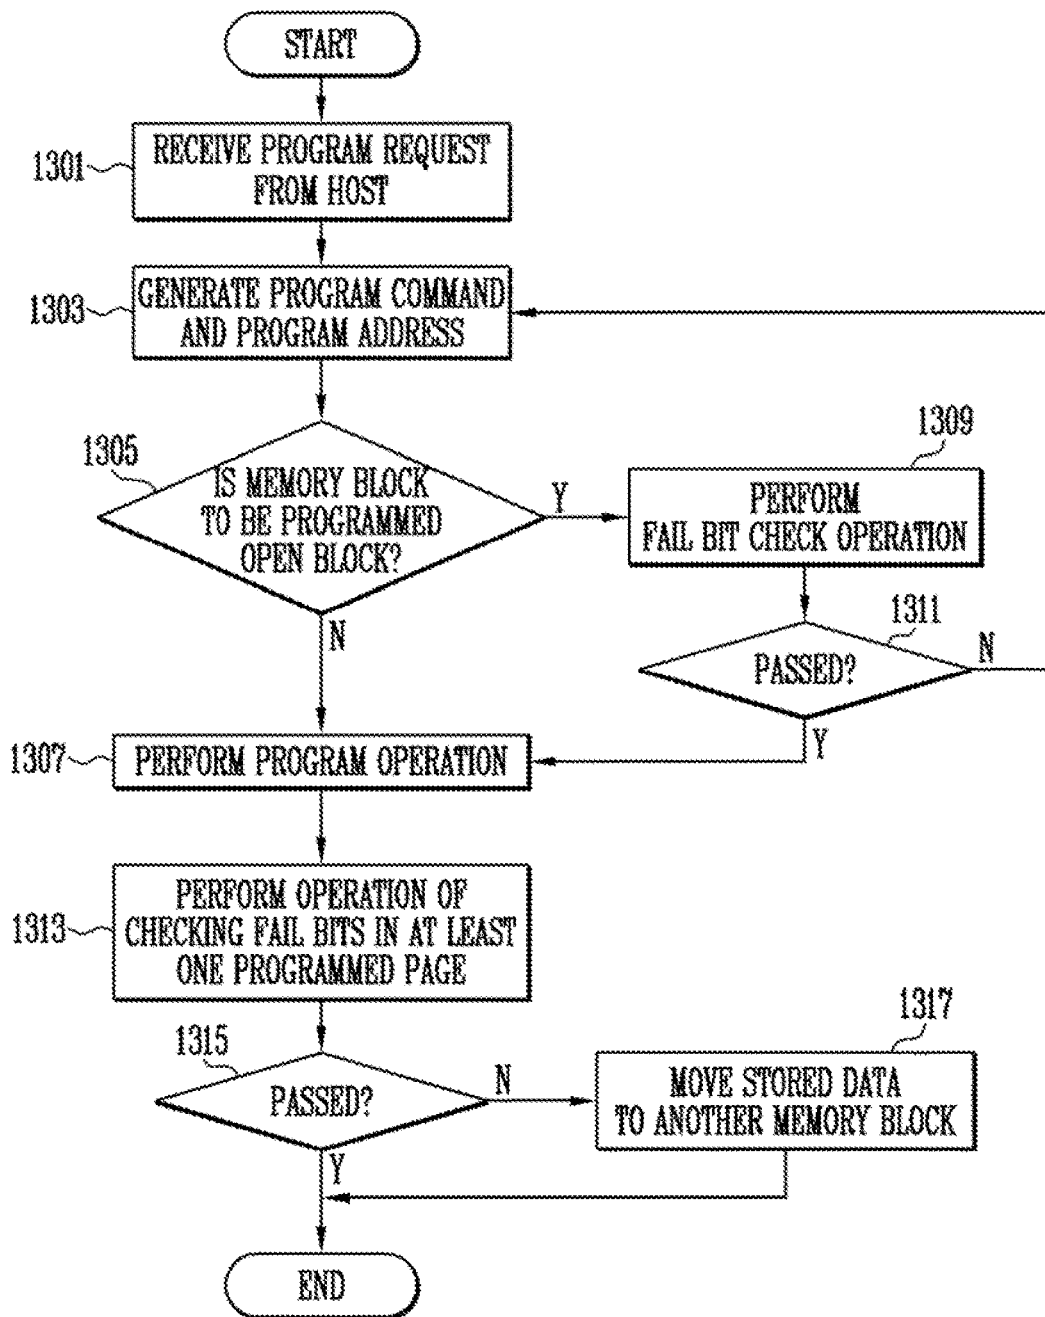 START
1301
RECEIVE PROGRAM REQUEST
FROM HOST
1303
GENERATE PROGRAM COMMAND
AND PROGRAM ADDRESS
1305
IS MEMORY BLOCK
TO BE PROGRAMMED
OPEN BLOCK?
Y
N
1309
PERFORM
FAIL BIT CHECK OPERATION
1311
PASSED?
N
Y
1307
PERFORM PROGRAM OPERATION
1313
PERFORM OPERATION OF
CHECKING FAIL BITS IN AT LEAST
ONE PROGRAMMED PAGE
1315
PASSED?
N
Y
1317
MOVE STORED DATA
TO ANOTHER MEMORY BLOCK
END